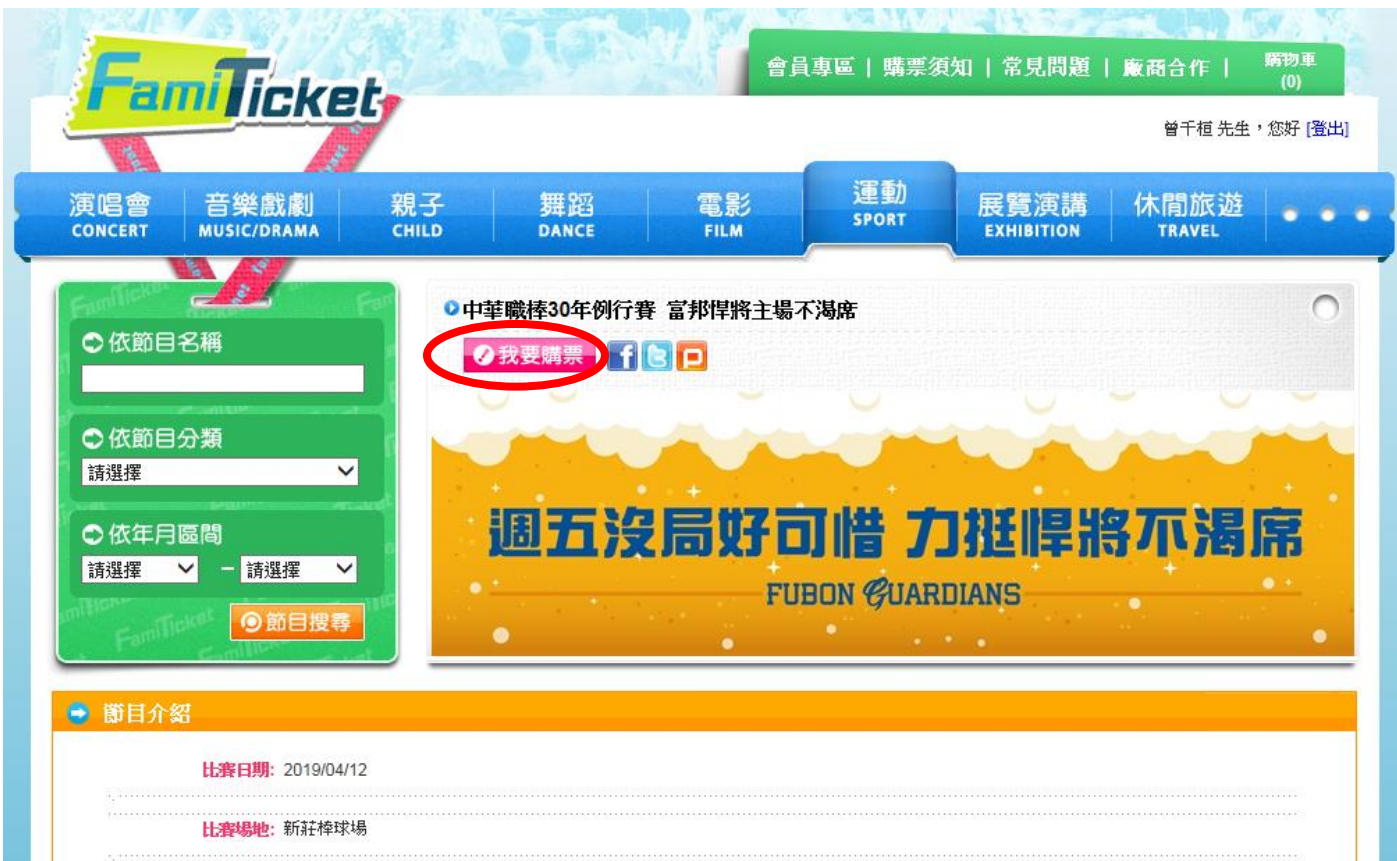 FamiTicket
會員專區 | 購票須知 | 常見問題 | 廠商合作 | 購物車 (0)
曾千桓 先生，您好 [登出]
演唱會 音樂戲劇 親子 舞蹈 電影 運動 展覽演講 休閒旅遊
CONCERT MUSIC/DRAMA CHILD DANCE FILM SPORT EXHIBITION TRAVEL
中華職棒30年例行賽 富邦悍將主場不渴席
我要購票
依節目名稱
依節目分類
請選擇
依年月區間
請選擇 – 請選擇
節目搜尋
週五沒局好可惜 力挺悍將不渴席
FUBON GUARDIANS
節目介紹
比賽日期: 2019/04/12
比賽場地: 新莊棒球場